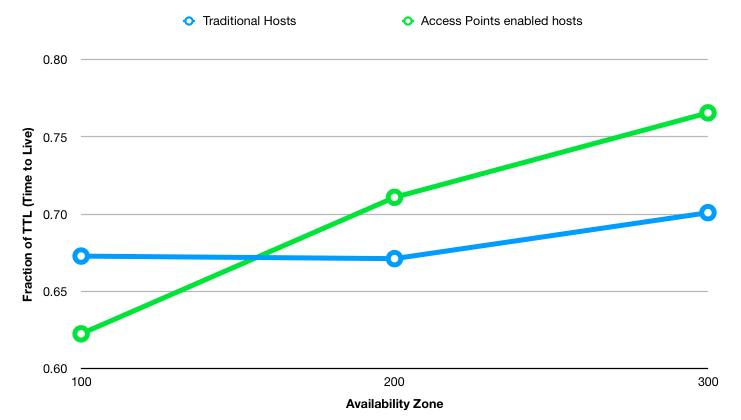 Traditional Hosts
Access Points enabled hosts
0.80
0.75
0.70
0.65
0.60
Fraction of TTL (Time to Live)
100
200
300
Availability Zone